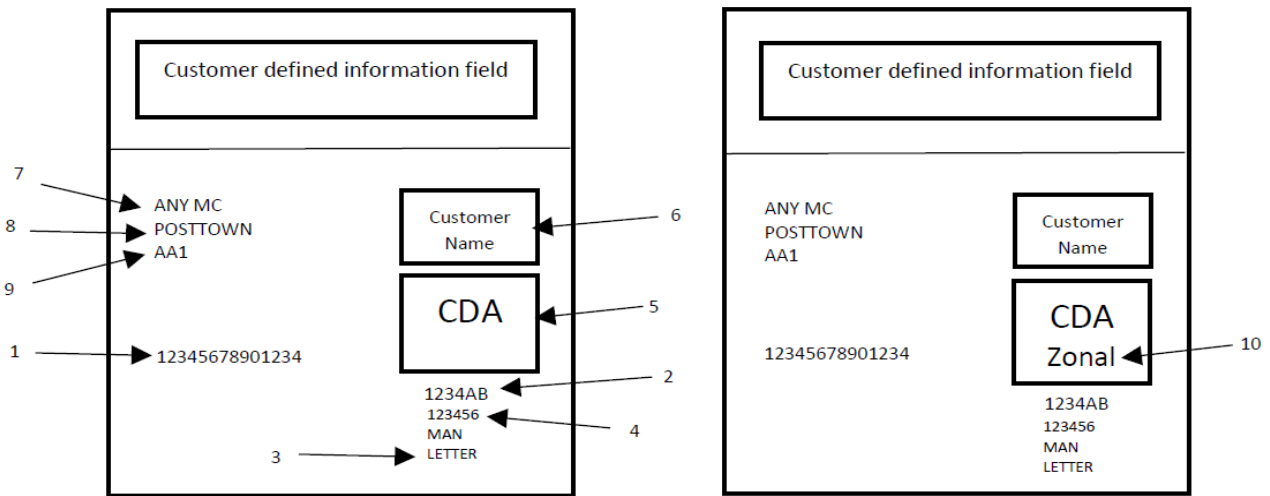 Customer defined information field
7
ANY MC
8
POSTTOWN
9
AA1
Customer
Name
6
CDA
5
1
12345678901234
1234AB
2
123456
4
MAN
3
LETTER
Customer defined information field
ANY MC
POSTTOWN
AA1
Customer
Name
CDA
Zonal
10
12345678901234
1234AB
123456
MAN
LETTER